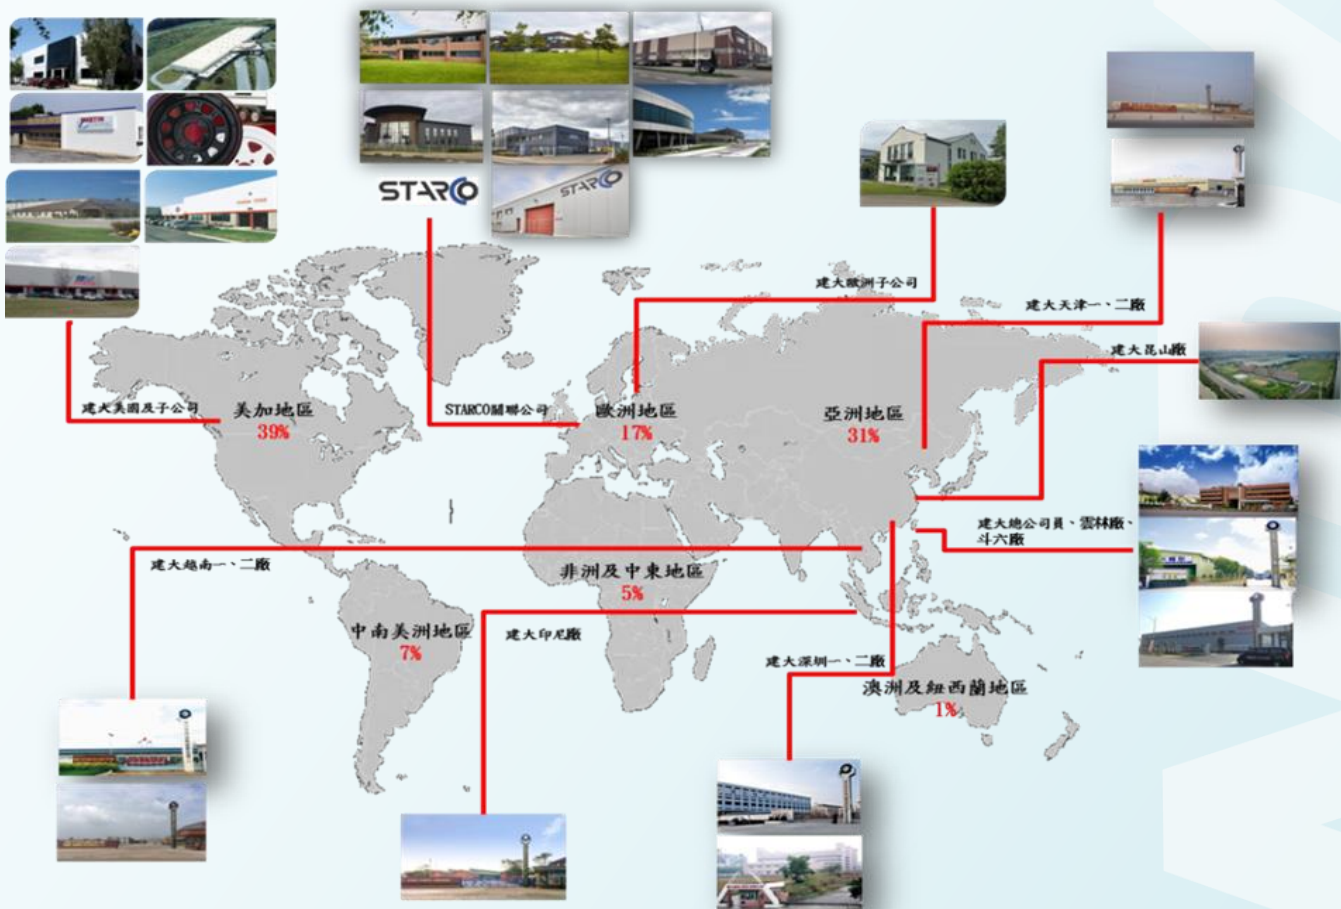 STARCO
STARCO
建大歐洲子公司
建大天津一、二廠
建大昆山廠
建大美國及子公司
美加地區
39%
STARCO關聯公司
歐洲地區
17%
亞洲地區
31%
建大總公司員、雲林廠、
斗六廠
建大越南一、二廠
非洲及中東地區
5%
建大印尼廠
中南美洲地區
7%
建大深圳一、二廠
澳洲及紐西蘭地區
1%